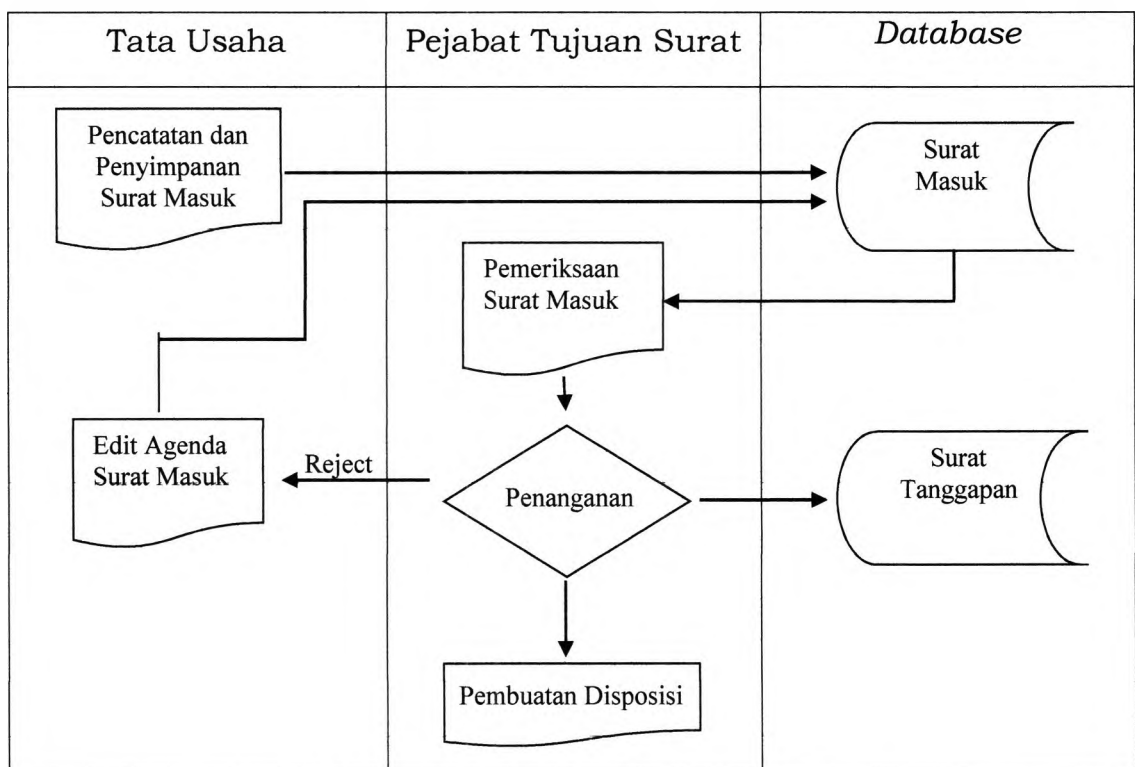 Tata Usaha
Pejabat Tujuan Surat
Database
Pencatatan dan
Penyimpanan
Surat Masuk
Surat
Masuk
Pemeriksaan
Surat Masuk
Edit Agenda
Surat Masuk
Reject
Penanganan
Surat
Tanggapan
Pembuatan Disposisi